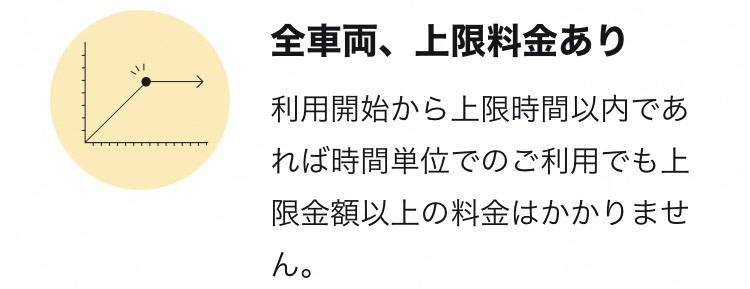 全車両、上限料金あり
利用開始から上限時間以内であ
れば時間単位でのご利用でも上
限金額以上の料金はかかりませ
ん。